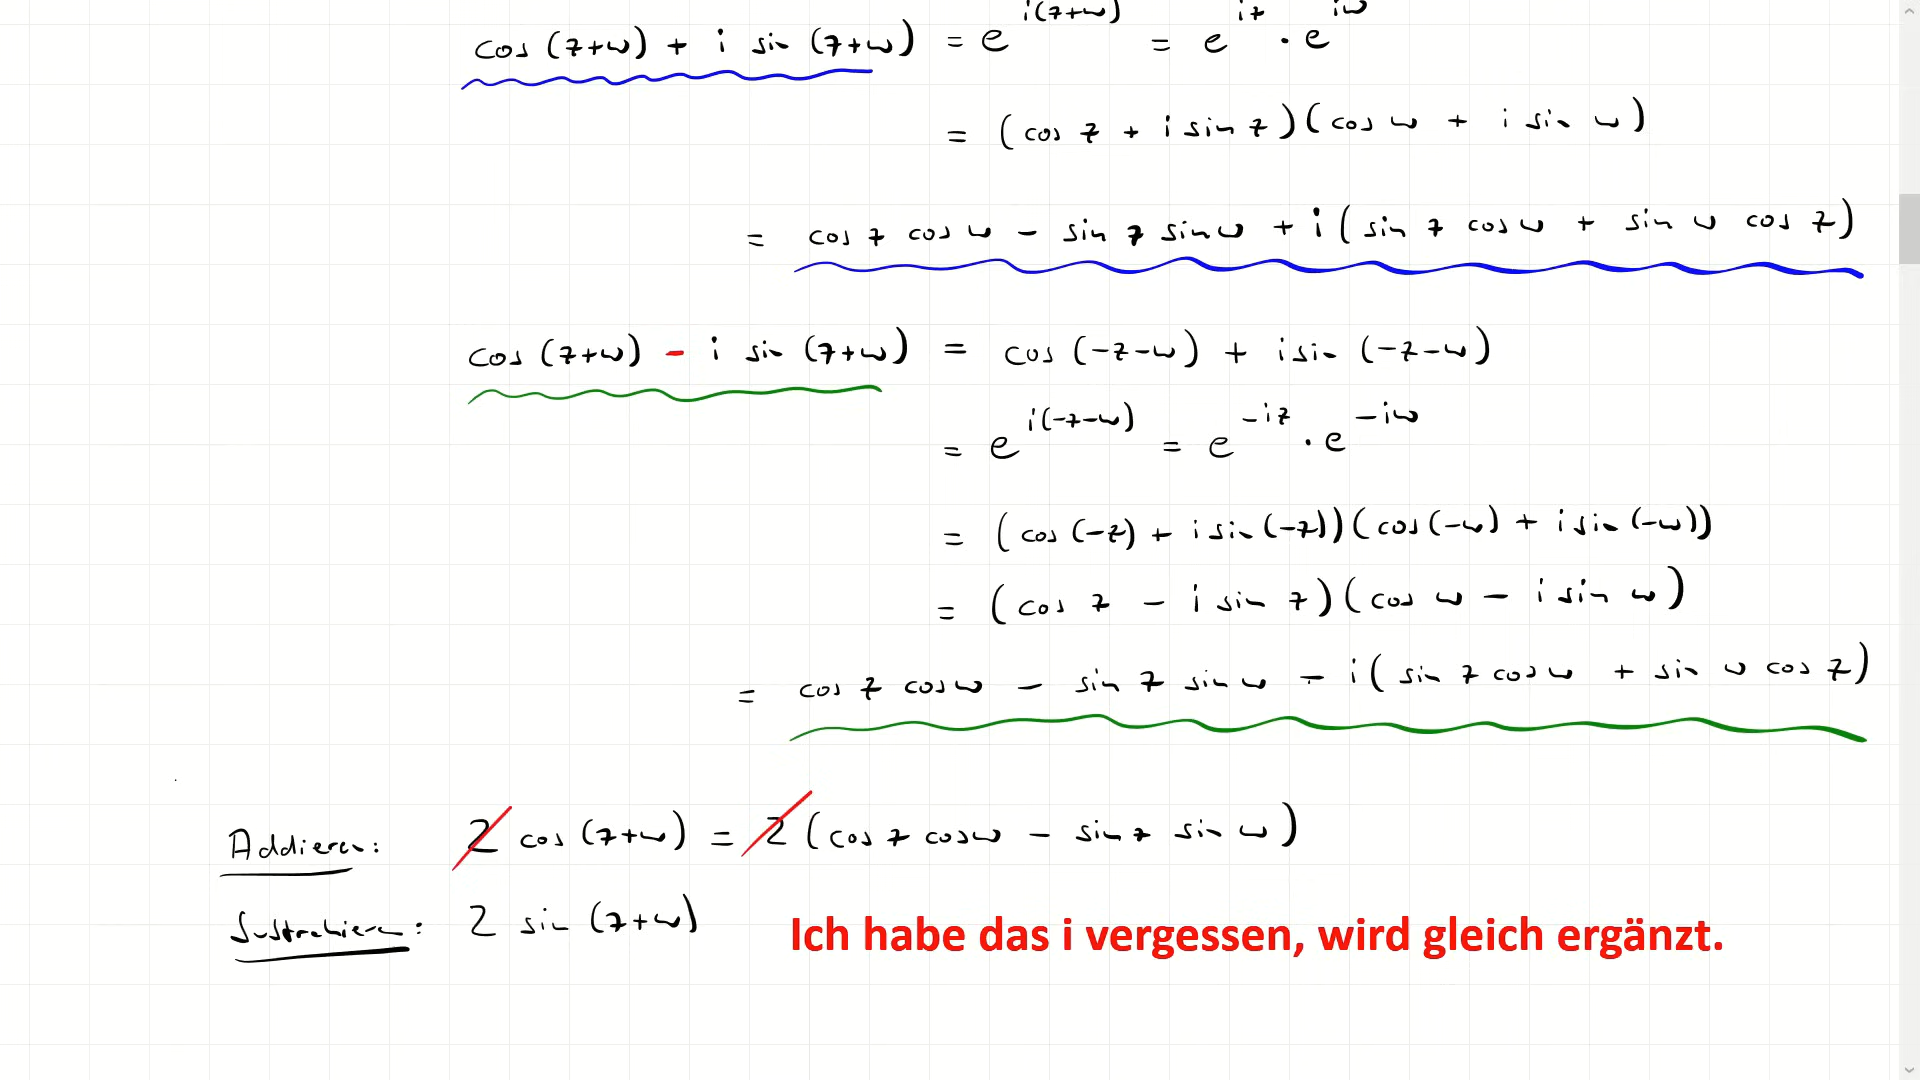 cos (z+w) + i sin (z+w) = e^{i(z+w)} = e^{iz} · e^{iw}
= (cos z + i sin z)(cos w + i sin w)
= cos z cos w − sin z sin w + i (sin z cos w + sin w cos z)
cos (z+w) − i sin (z+w) = cos (−z−w) + i sin (−z−w)
= e^{i(−z−w)} = e^{−iz} · e^{−iw}
= (cos (−z) + i sin (−z))(cos (−w) + i sin (−w))
= (cos z − i sin z)(cos w − i sin w)
= cos z cos w − sin z sin w − i (sin z cos w + sin w cos z)
Addieren: 2 cos (z+w) = 2 (cos z cos w − sin z sin w)
Subtrahieren: 2 sin (z+w)
Ich habe das i vergessen, wird gleich ergänzt.